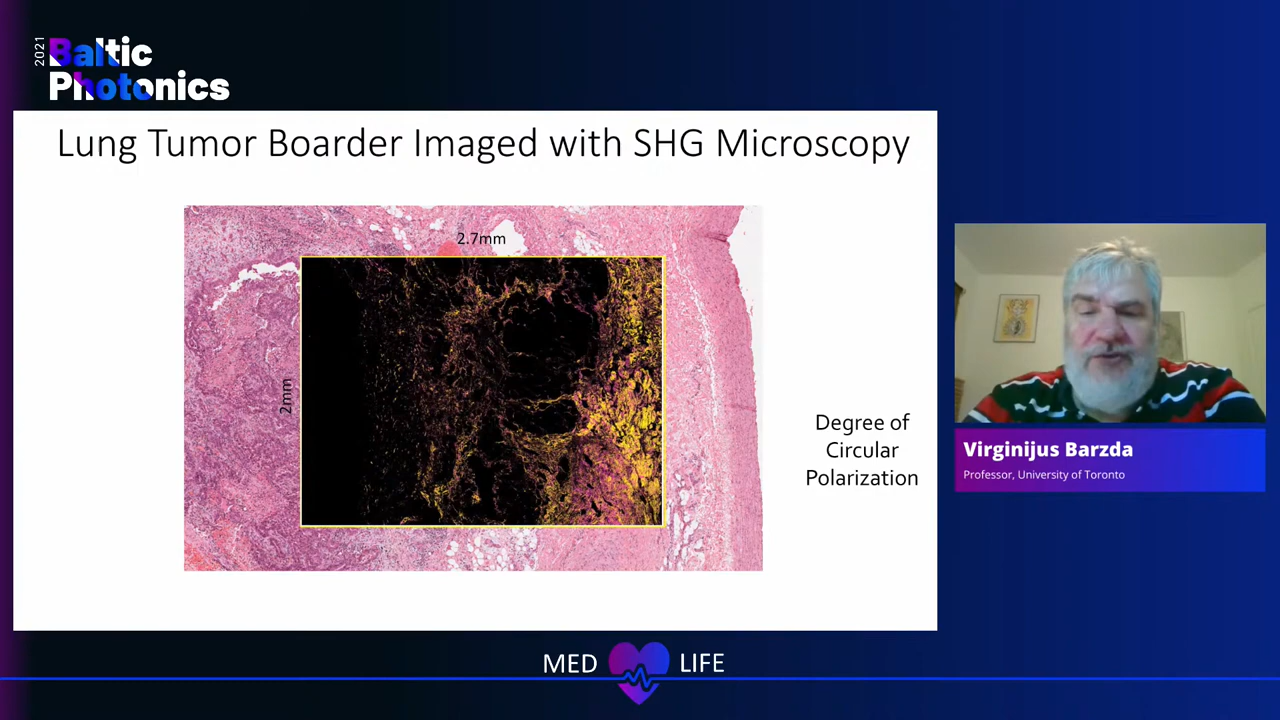 2021
Baltic
Photonics
Lung Tumor Boarder Imaged with SHG Microscopy
2.7mm
2mm
Degree of
Circular
Polarization
Virginijus Barzda
Professor, University of Toronto
MED LIFE